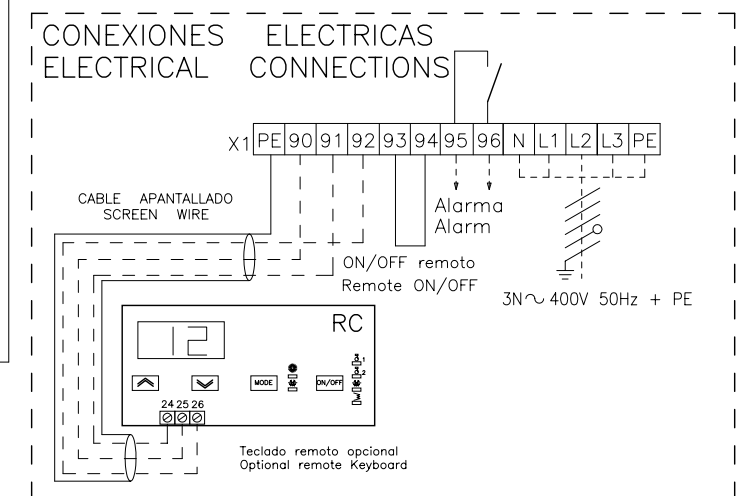 CONEXIONES ELECTRICAS
ELECTRICAL CONNECTIONS
X1 PE 90 91 92 93 94 95 96 N L1 L2 L3 PE
CABLE APANTALLADO
SCREEN WIRE
Alarma
Alarm
ON/OFF remoto
Remote ON/OFF
3N∼ 400V 50Hz + PE
RC
12
MODE
ON/OFF
24 25 26
Teclado remoto opcional
Optional remote Keyboard